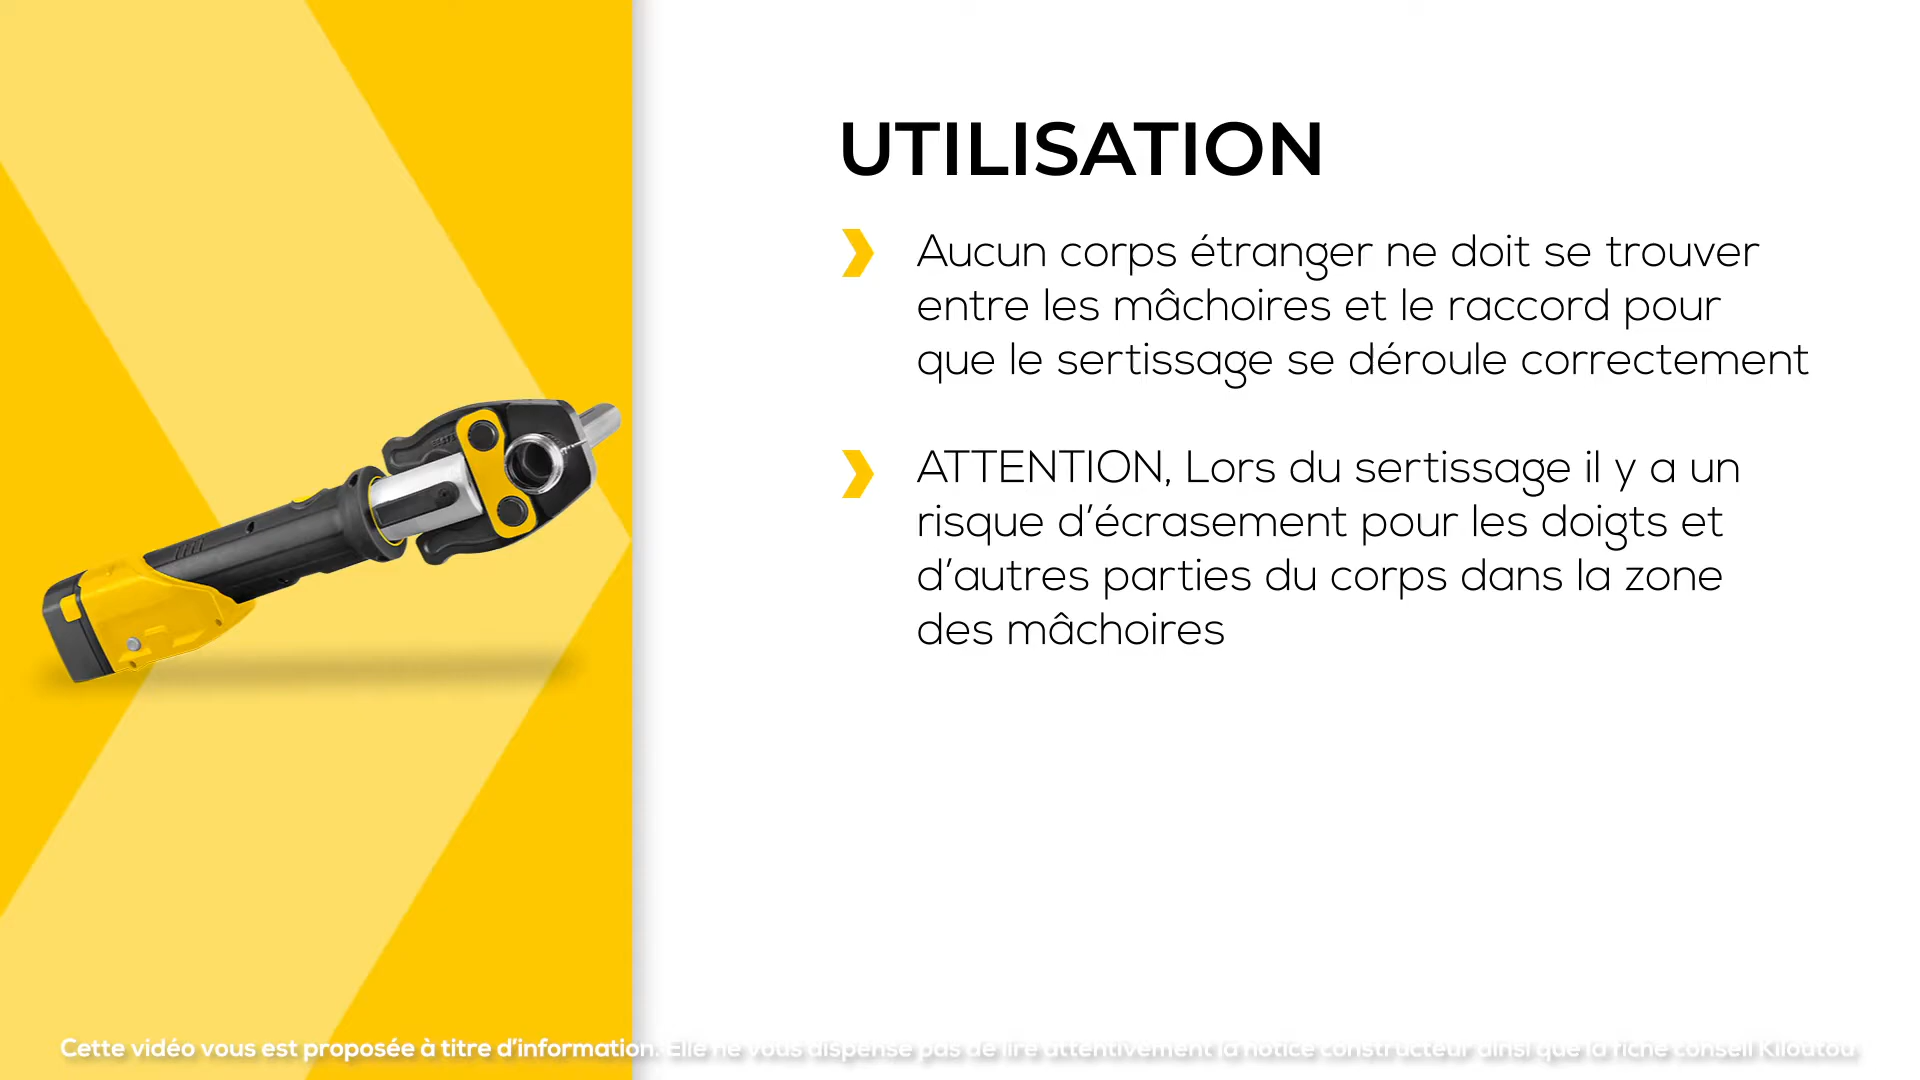 UTILISATION
Aucun corps étranger ne doit se trouver
entre les mâchoires et le raccord pour
que le sertissage se déroule correctement
ATTENTION, Lors du sertissage il y a un
risque d’écrasement pour les doigts et
d’autres parties du corps dans la zone
des mâchoires
Cette vidéo vous est proposée à titre d’information. Elle ne vous dispense pas de lire attentivement la notice constructeur ainsi que la fiche conseil Kiloutou.